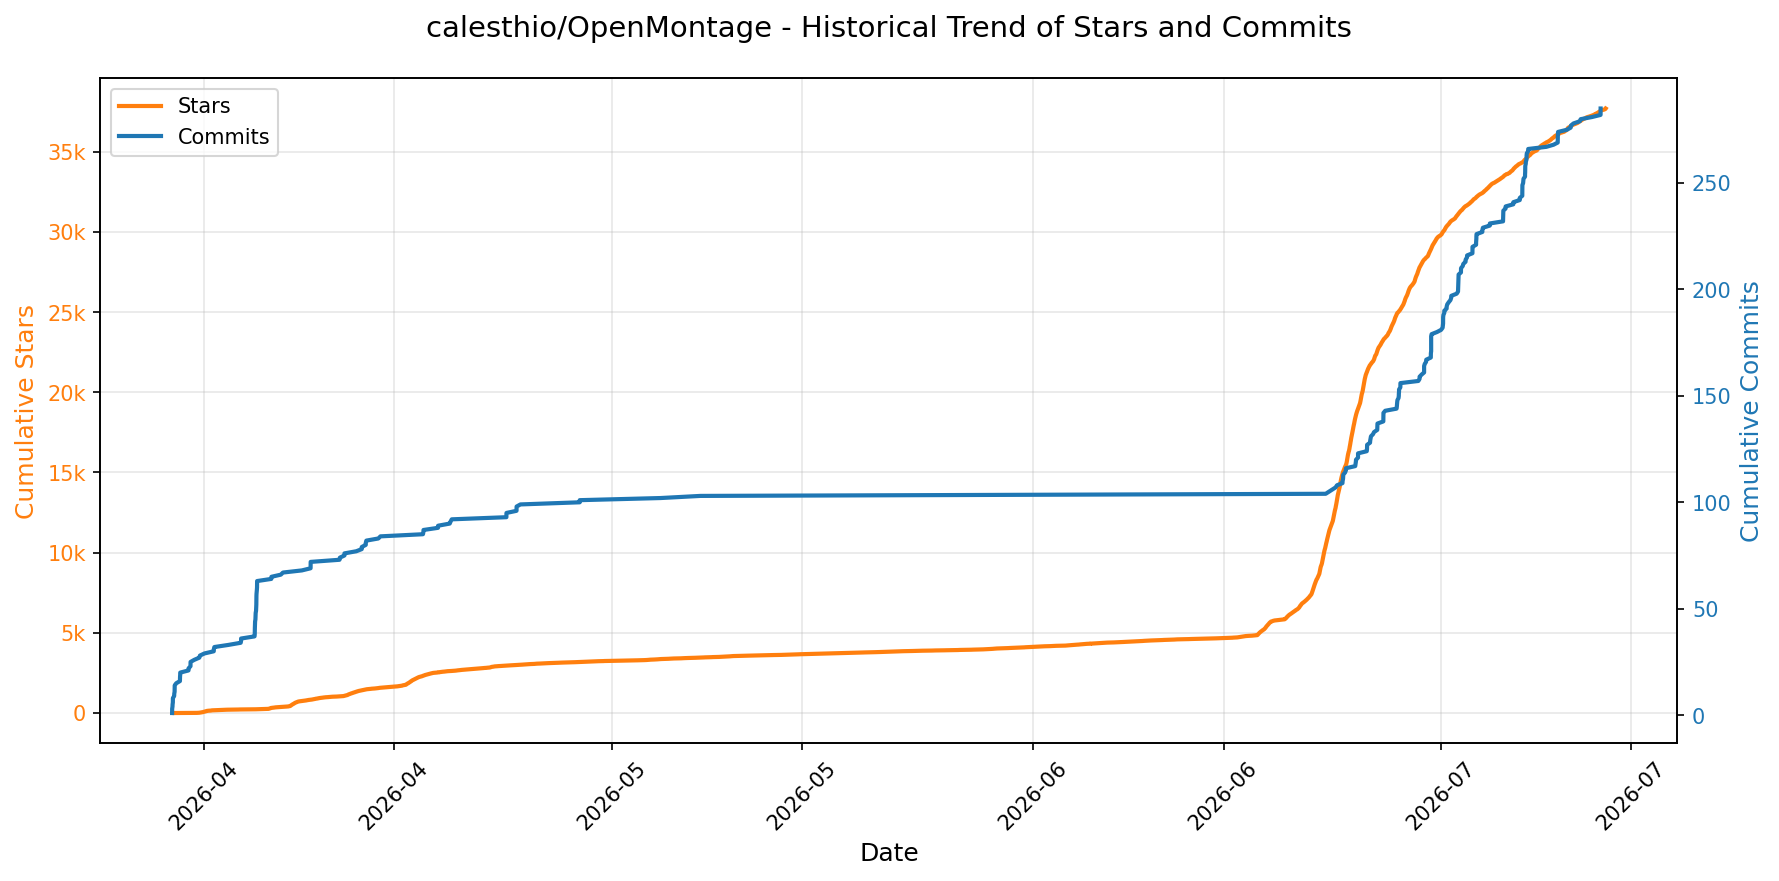 calesthio/OpenMontage - Historical Trend of Stars and Commits
Stars
Commits
35k
30k
25k
20k
15k
10k
5k
0
Cumulative Stars
250
200
150
100
50
0
Cumulative Commits
2026-04
2026-04
2026-05
2026-05
2026-06
2026-06
2026-07
2026-07
Date